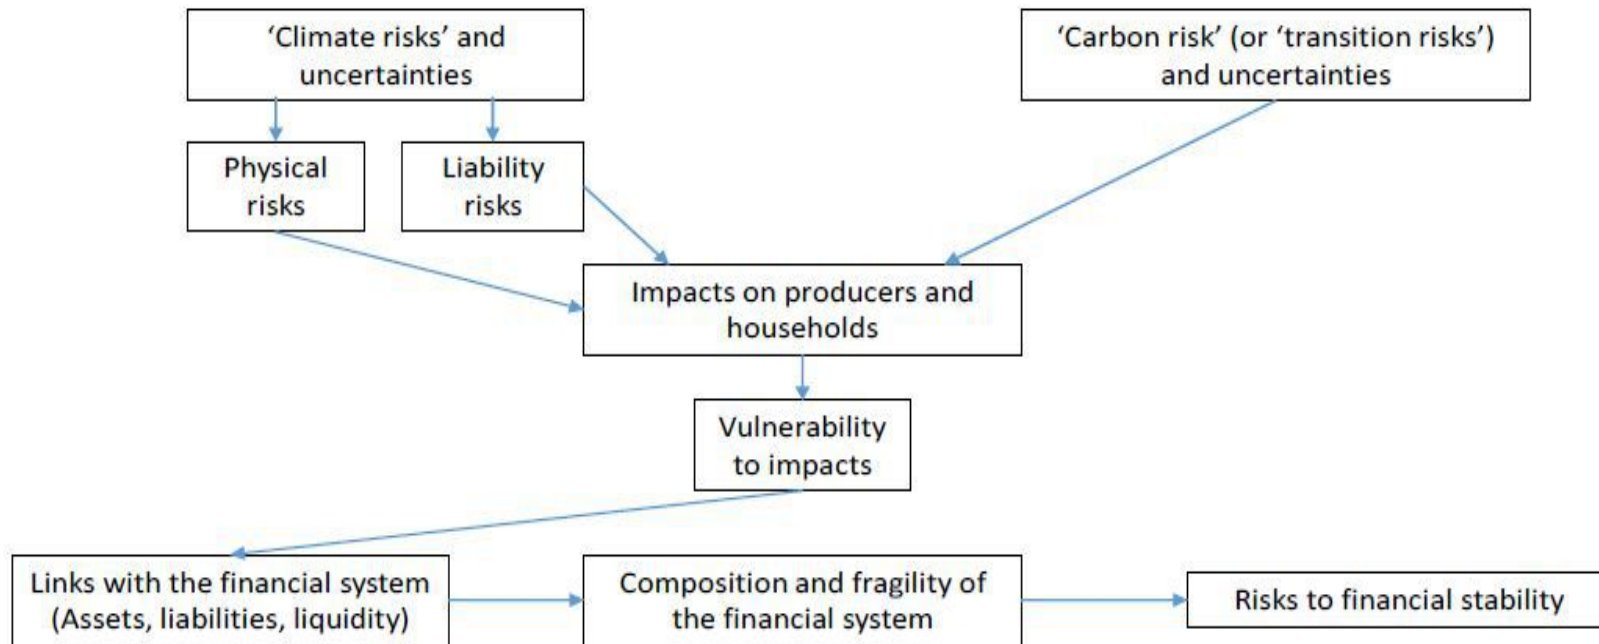 ‘Climate risks’ and
uncertainties
‘Carbon risk’ (or ‘transition risks’)
and uncertainties
Physical
risks
Liability
risks
Impacts on producers and
households
Vulnerability
to impacts
Links with the financial system
(Assets, liabilities, liquidity)
Composition and fragility of
the financial system
Risks to financial stability